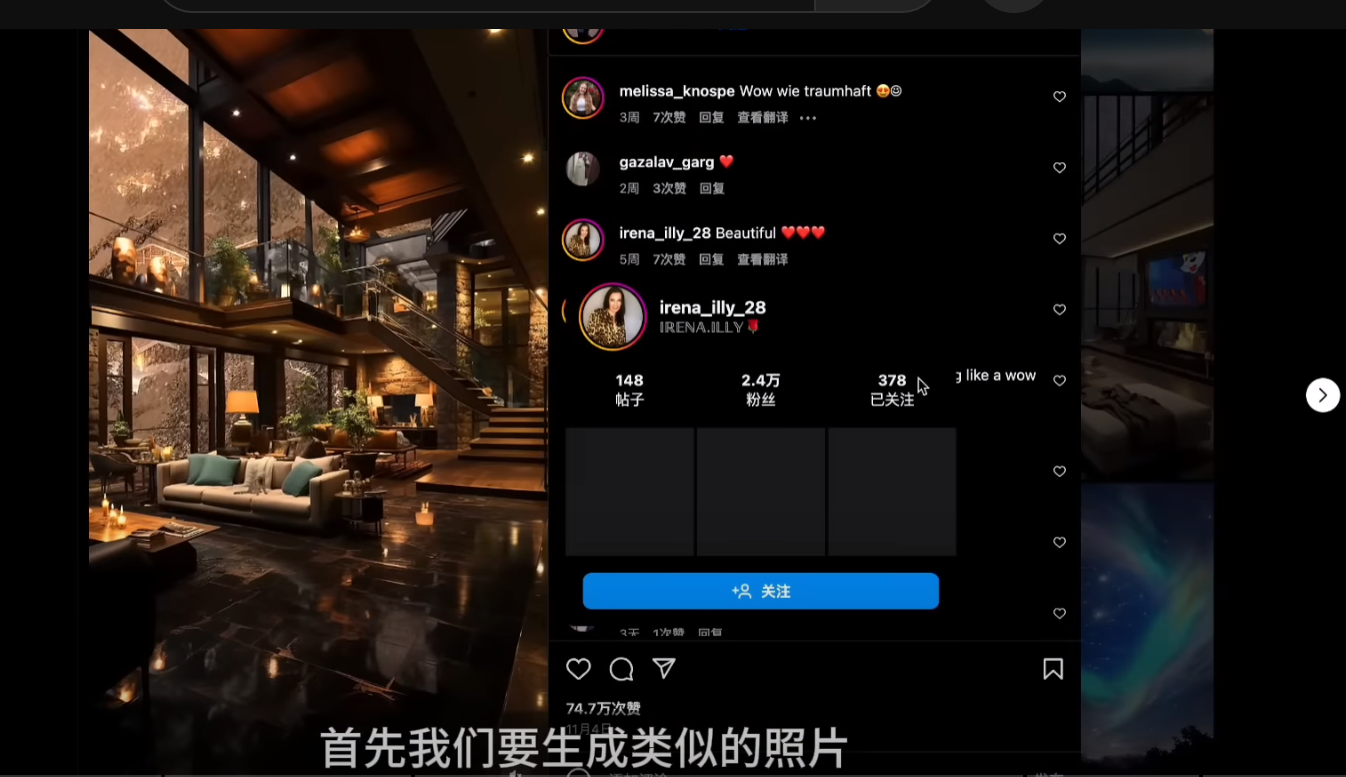 melissa_knospe Wow wie traumhaft 😍☺
3周 7次赞 回复 查看翻译 •••
gazalav_garg ❤️
2周 3次赞 回复
irena_illy_28 Beautiful ❤️❤️❤️
5周 7次赞 回复 查看翻译
irena_illy_28
𝕀ℝ𝔼ℕ𝔸.𝕀𝕃𝕃𝕐🌹
148 2.4万 378
帖子 粉丝 已关注
like a wow
关注
3天 1次赞 回复
74.7万次赞
11月4日
首先我们要生成类似的照片